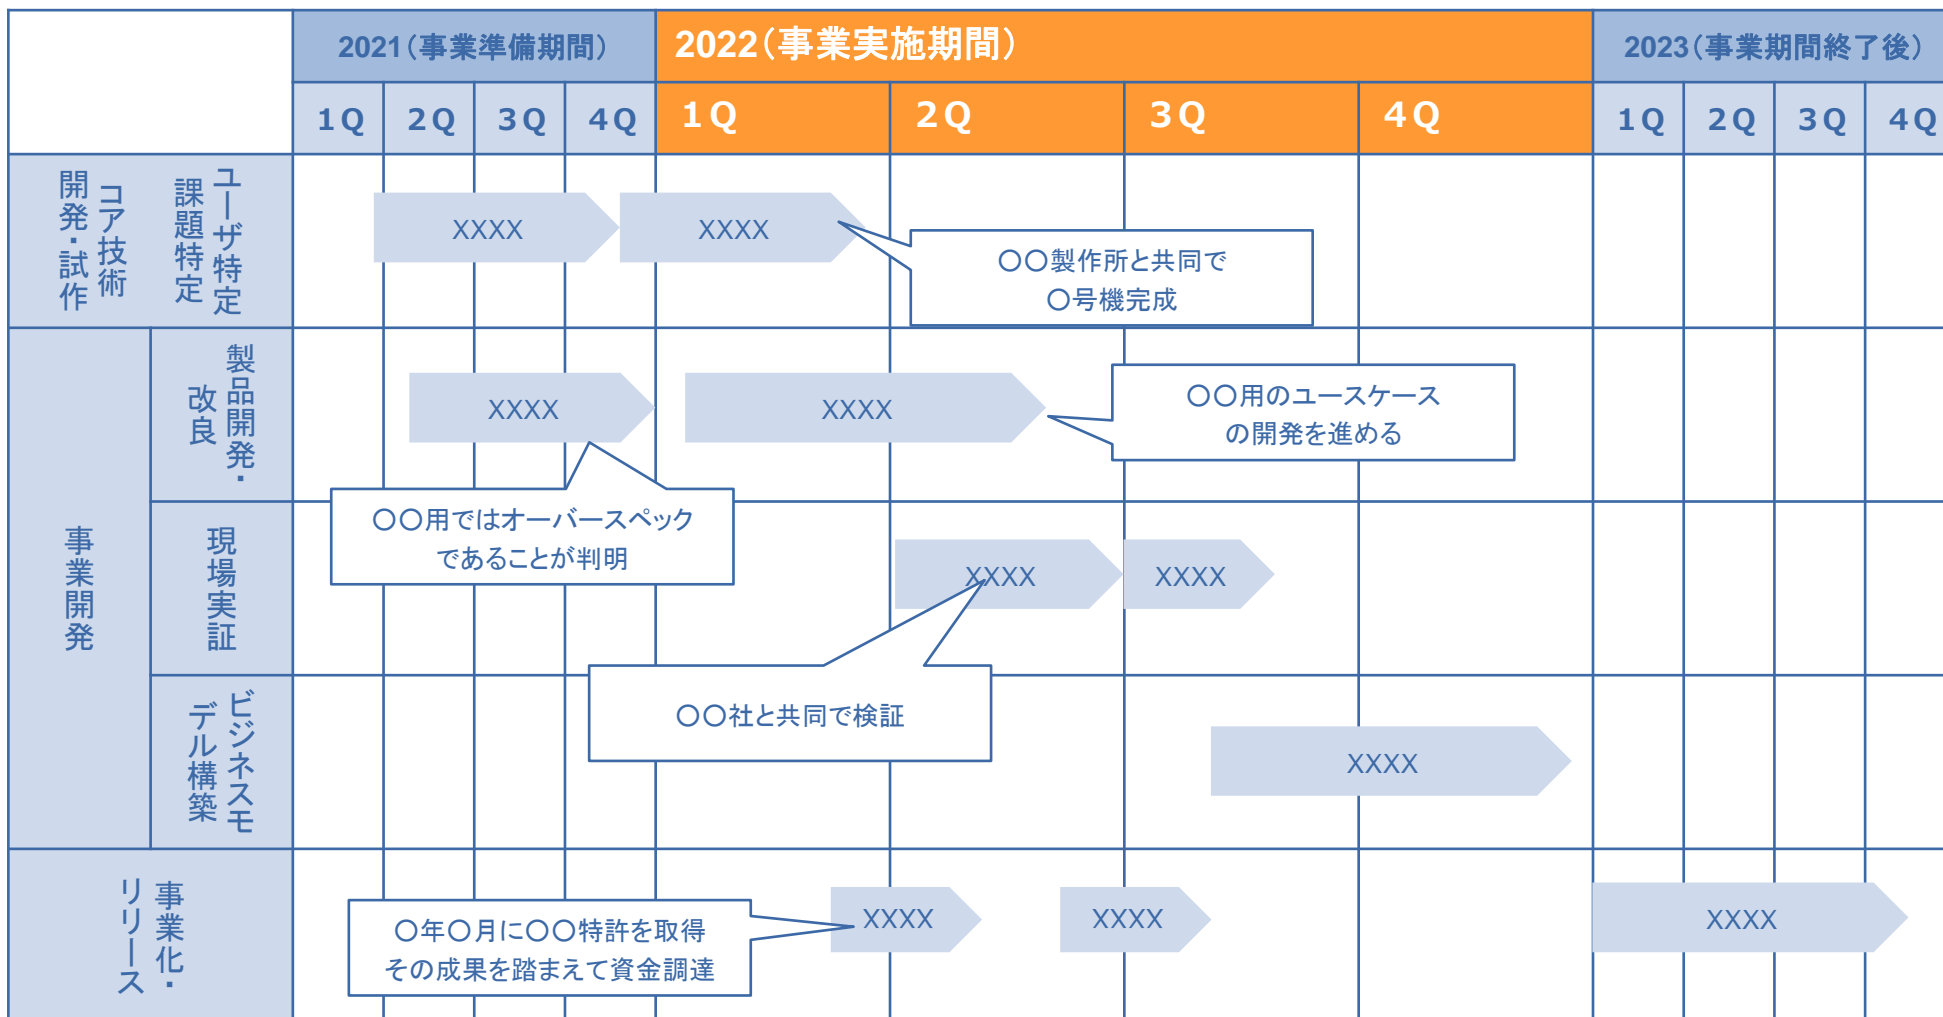 2021（事業準備期間）
2022（事業実施期間）
2023（事業期間終了後）
１Q
２Q
３Q
４Q
１Q
２Q
３Q
４Q
１Q
２Q
３Q
４Q
ユーザ特定
課題特定
コア技術
開発・試作
XXXX
XXXX
〇〇製作所と共同で
〇号機完成
事業開発
製品開発・
改良
XXXX
XXXX
〇〇用のユースケース
の開発を進める
〇〇用ではオーバースペック
であることが判明
現場実証
XXXX
XXXX
〇〇社と共同で検証
ビジネスモ
デル構築
XXXX
事業化・
リリース
〇年〇月に〇〇特許を取得
その成果を踏まえて資金調達
XXXX
XXXX
XXXX